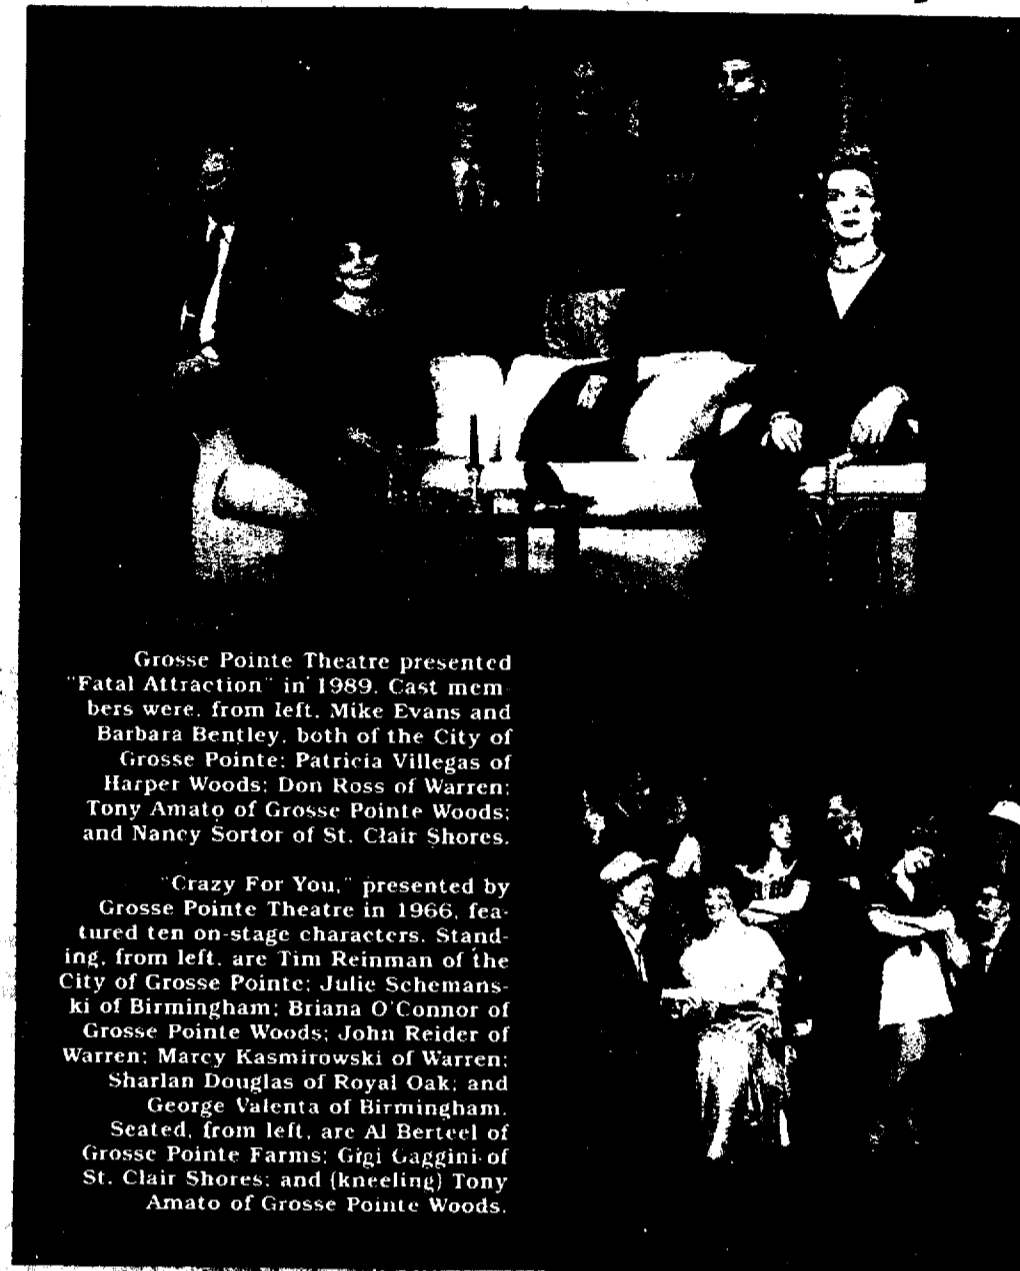 Grosse Pointe Theatre presented
"Fatal Attraction" in 1989. Cast mem-
bers were, from left, Mike Evans and
Barbara Bentley, both of the City of
Grosse Pointe; Patricia Villegas of
Harper Woods; Don Ross of Warren;
Tony Amato of Grosse Pointe Woods;
and Nancy Sortor of St. Clair Shores.
"Crazy For You," presented by
Grosse Pointe Theatre in 1966, fea-
tured ten on-stage characters. Stand-
ing, from left, are Tim Reinman of the
City of Grosse Pointe; Julie Schemans-
ki of Birmingham; Briana O'Connor of
Grosse Pointe Woods; John Reider of
Warren; Marcy Kasmirowski of Warren;
Sharlan Douglas of Royal Oak; and
George Valenta of Birmingham.
Seated, from left, are Al Berteel of
Grosse Pointe Farms; Gigi Gaggini of
St. Clair Shores; and (kneeling) Tony
Amato of Grosse Pointe Woods.